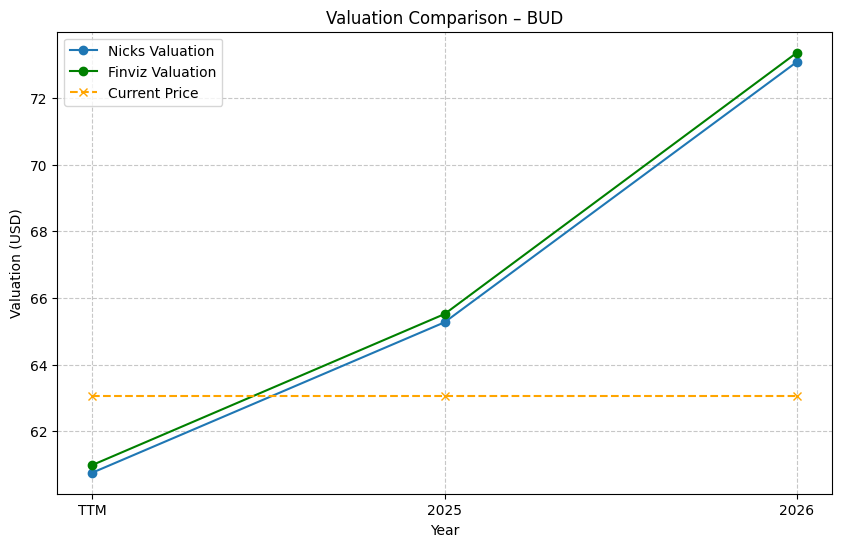 Valuation Comparison – BUD
Nicks Valuation
Finviz Valuation
Current Price
Valuation (USD)
72
70
68
66
64
62
TTM
2025
2026
Year